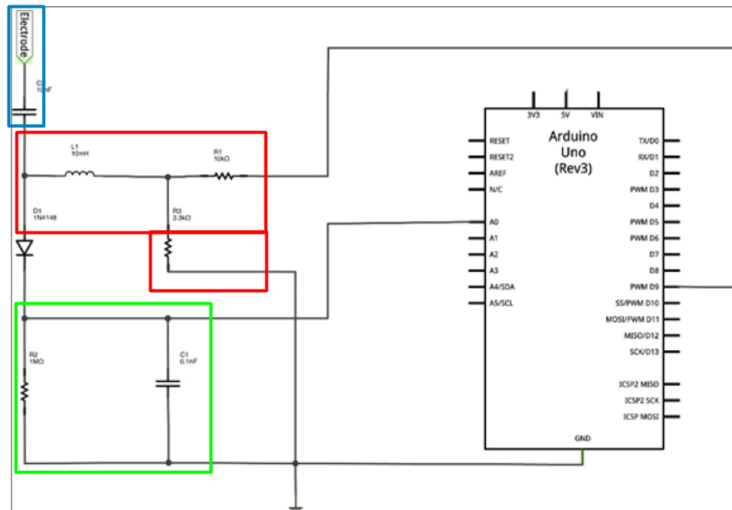 Electrode
10nF
L1
10mH
R1
10kΩ
D1
1N4148
R3
3.3kΩ
R2
1MΩ
C1
0.1nF
3V3
5V
VIN
Arduino
Uno
(Rev3)
RESET
RESET2
AREF
N/C
A0
A1
A2
A3
A4/SDA
A5/SCL
TX/D0
RX/D1
D2
PWM D3
D4
PWM D5
PWM D6
D7
D8
PWM D9
SS/PWM D10
MOSI/PWM D11
MISO/D12
SCK/D13
ICSP2 MISO
ICSP2 SCK
ICSP MOSI
GND